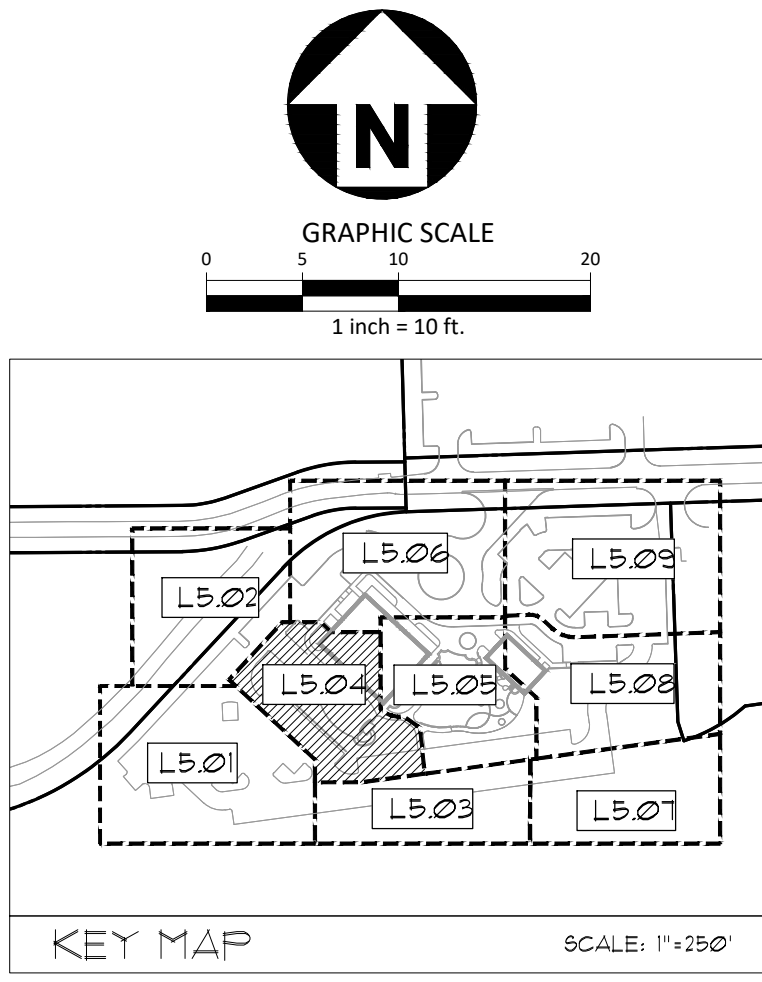 N
GRAPHIC SCALE
0 5 10 20
1 inch = 10 ft.
L5.06
L5.09
L5.02
L5.04
L5.05
L5.08
L5.01
L5.03
L5.07
KEY MAP
SCALE: 1"=250'